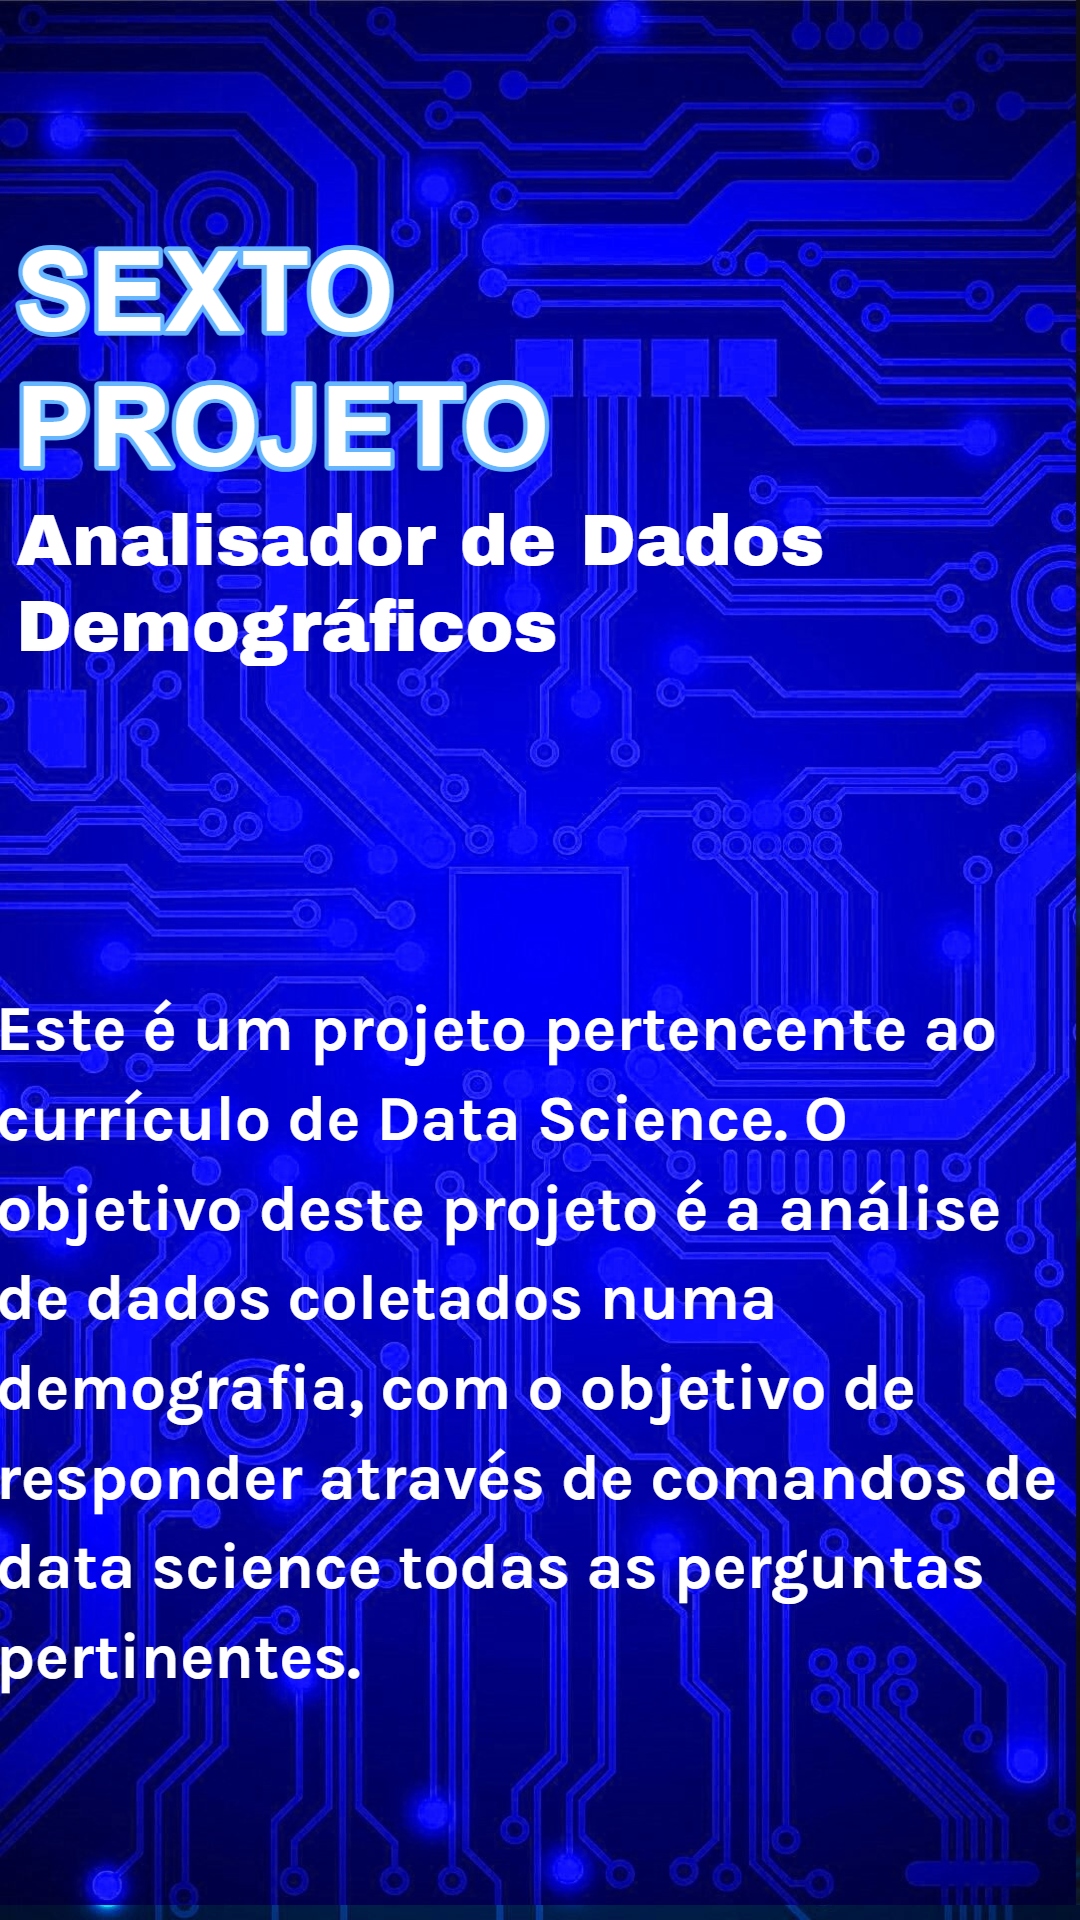 SEXTO
PROJETO
Analisador de Dados
Demográficos
Este é um projeto pertencente ao
currículo de Data Science. O
objetivo deste projeto é a análise
de dados coletados numa
demografia, com o objetivo de
responder através de comandos de
data science todas as perguntas
pertinentes.